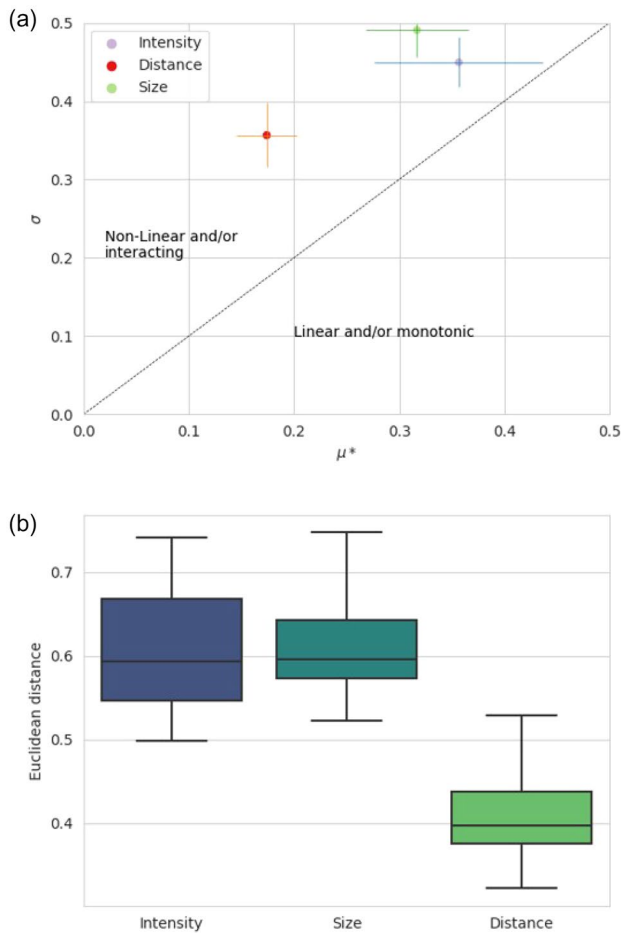 (a)
0.5
0.4
0.3
0.2
0.1
0.0
σ
Intensity
Distance
Size
Non-Linear and/or
interacting
Linear and/or monotonic
0.0 0.1 0.2 0.3 0.4 0.5
μ*
(b)
0.7
0.6
0.5
0.4
Euclidean distance
Intensity Size Distance